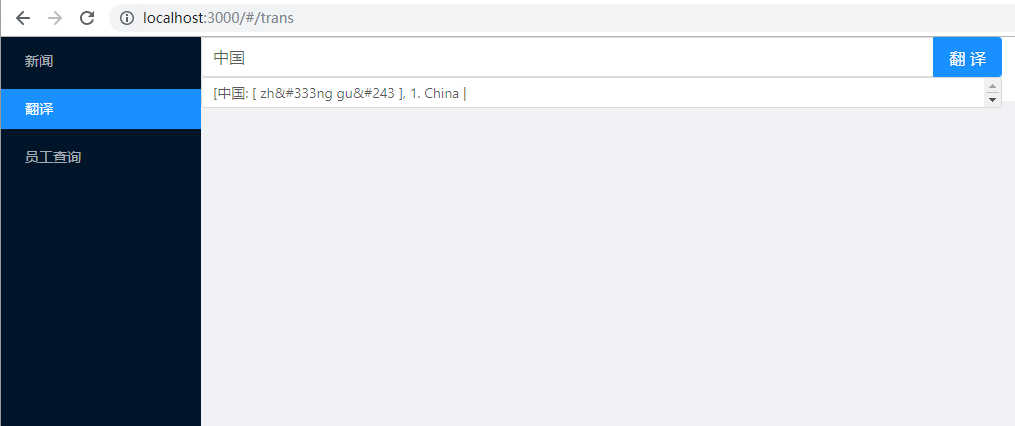 localhost:3000/#/trans
新闻
中国
翻 译
翻译
[中国: [ zh&#333ng gu&#243 ], 1. China |
员工查询